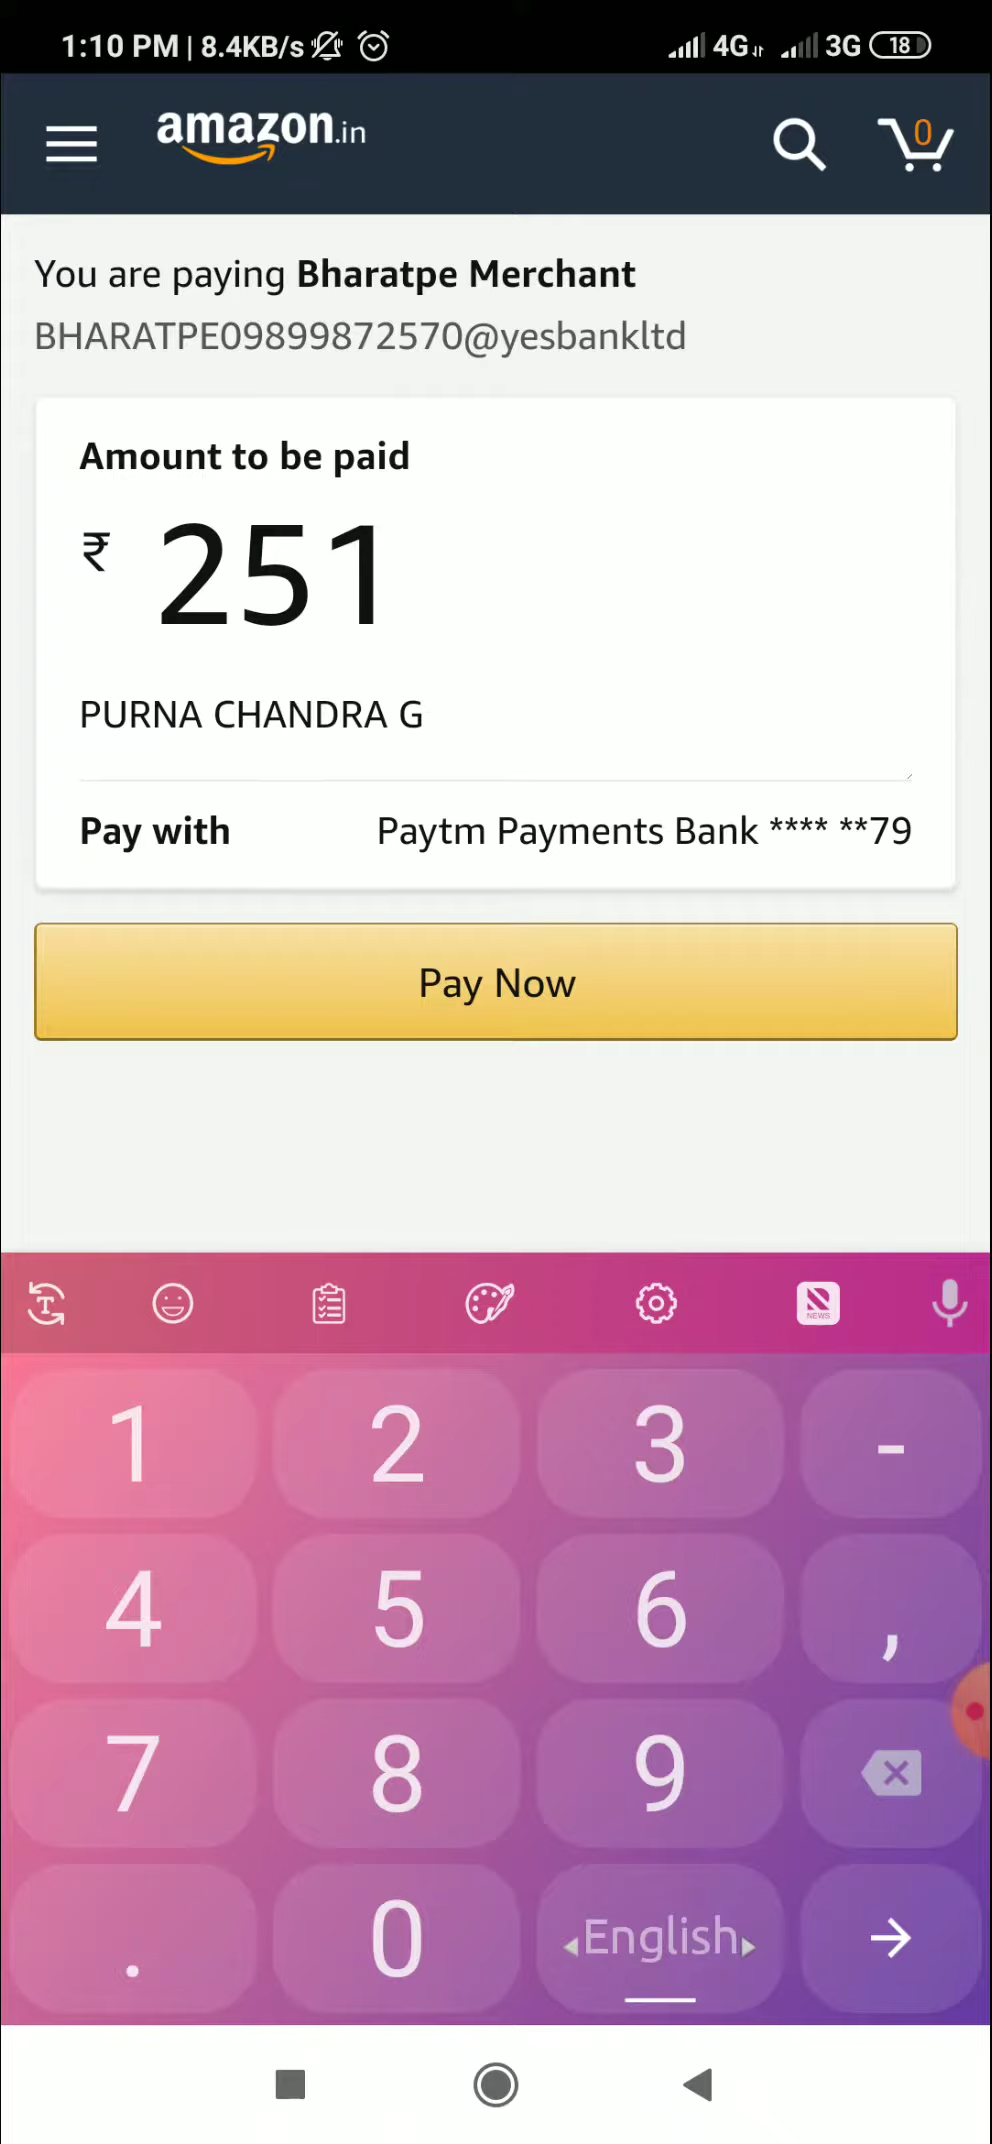 1:10 PM | 8.4KB/s 4G 3G 18
amazon.in
0
You are paying Bharatpe Merchant
BHARATPE09899872570@yesbankltd
Amount to be paid
₹ 251
PURNA CHANDRA G
Pay with Paytm Payments Bank **** **79
Pay Now
T NEWS
1 2 3 -
4 5 6 ,
7 8 9
. 0 English